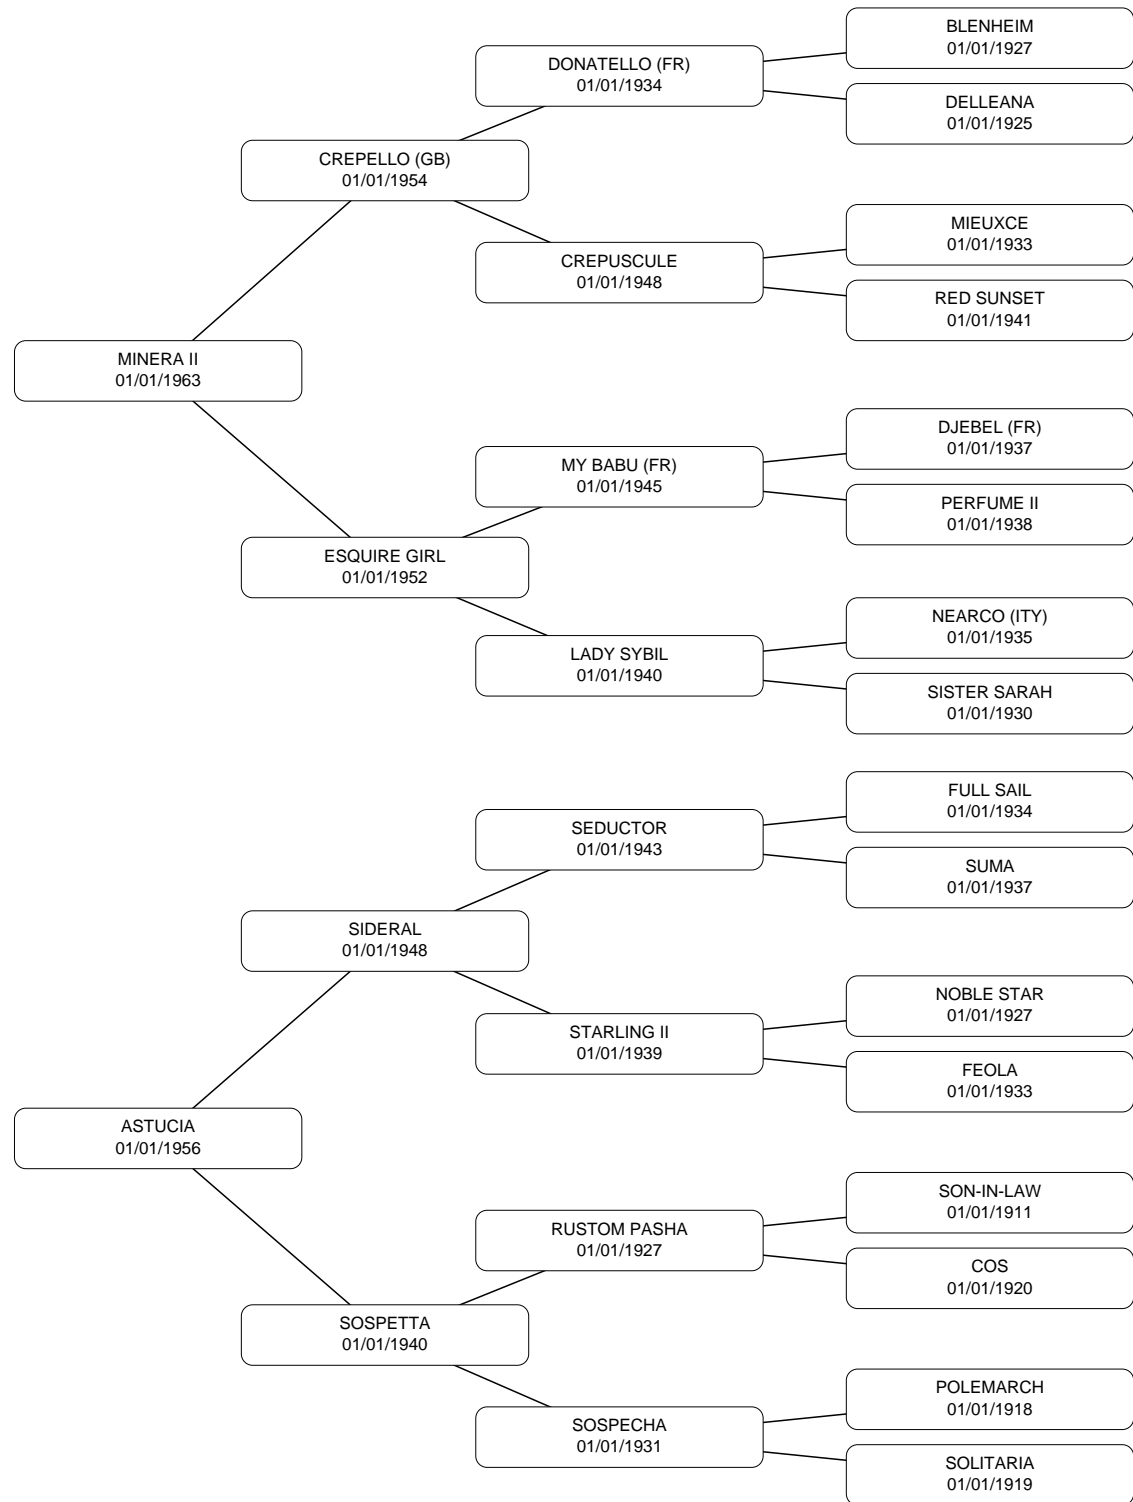 BLENHEIM
01/01/1927
DONATELLO (FR)
01/01/1934
DELLEANA
01/01/1925
CREPELLO (GB)
01/01/1954
MIEUXCE
01/01/1933
CREPUSCULE
01/01/1948
RED SUNSET
01/01/1941
MINERA II
01/01/1963
DJEBEL (FR)
01/01/1937
MY BABU (FR)
01/01/1945
PERFUME II
01/01/1938
ESQUIRE GIRL
01/01/1952
NEARCO (ITY)
01/01/1935
LADY SYBIL
01/01/1940
SISTER SARAH
01/01/1930
FULL SAIL
01/01/1934
SEDUCTOR
01/01/1943
SUMA
01/01/1937
SIDERAL
01/01/1948
NOBLE STAR
01/01/1927
STARLING II
01/01/1939
FEOLA
01/01/1933
ASTUCIA
01/01/1956
SON-IN-LAW
01/01/1911
RUSTOM PASHA
01/01/1927
COS
01/01/1920
SOSPETTA
01/01/1940
POLEMARCH
01/01/1918
SOSPECHA
01/01/1931
SOLITARIA
01/01/1919